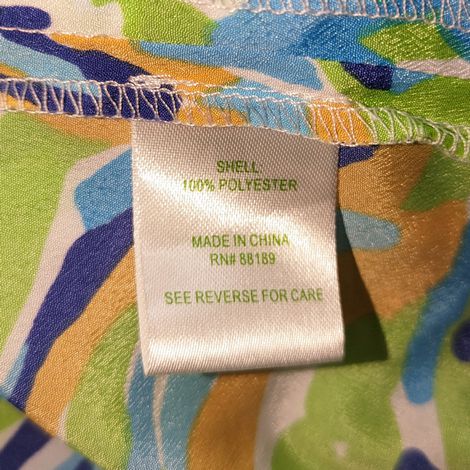 SHELL
100% POLYESTER
MADE IN CHINA
RN# 88189
SEE REVERSE FOR CARE